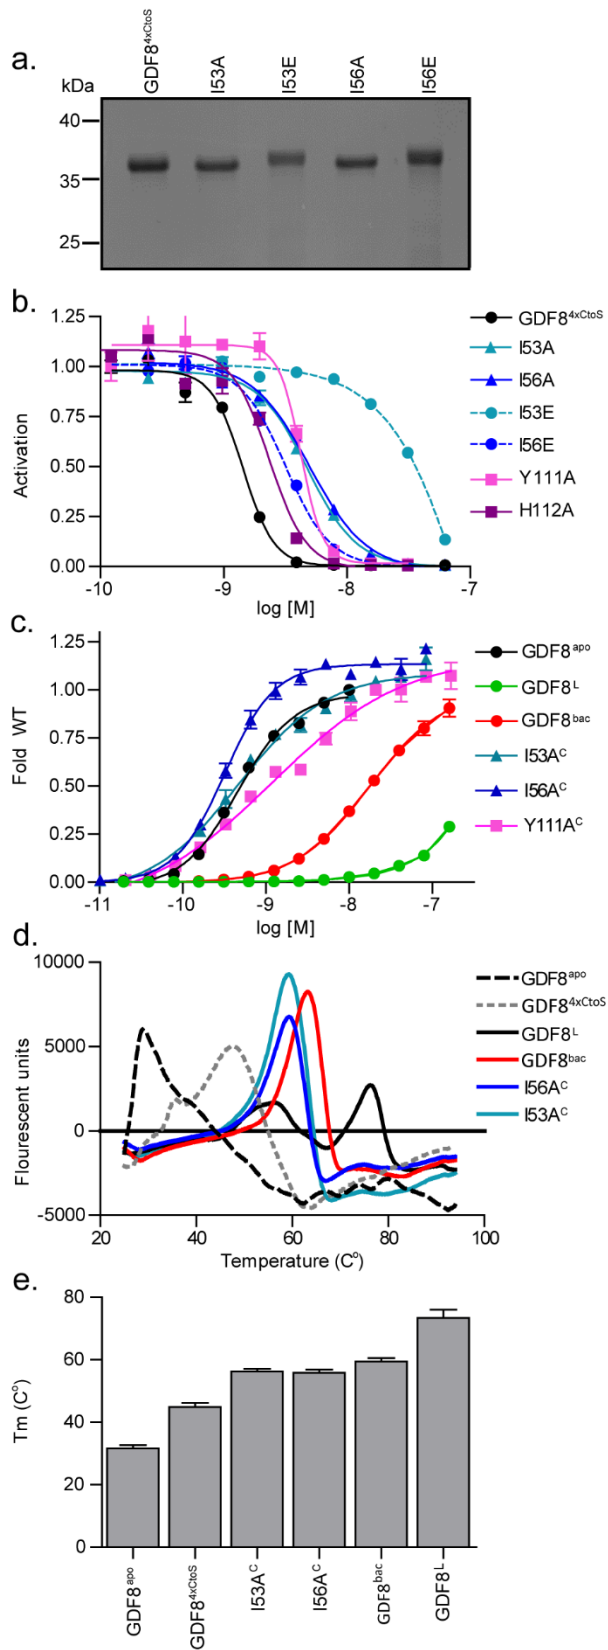 a.
kDa
GDF8^4xCtoS
I53A
I53E
I56A
I56E
40
35
25
b.
Activation
1.25
1.00
0.75
0.50
0.25
0.00
-10
-9
-8
-7
log [M]
GDF8^4xCtoS
I53A
I56A
I53E
I56E
Y111A
H112A
c.
Fold WT
1.25
1.00
0.75
0.50
0.25
0.00
-11
-10
-9
-8
-7
log [M]
GDF8^apo
GDF8^L
GDF8^bac
I53A^C
I56A^C
Y111A^C
d.
Flourescent units
10000
5000
0
-5000
20
40
60
80
100
Temperature (C°)
GDF8^apo
GDF8^4xCtoS
GDF8^L
GDF8^bac
I56A^C
I53A^C
e.
Tm (C°)
80
60
40
20
0
GDF8^apo
GDF8^4xCtoS
I53A^C
I56A^C
GDF8^bac
GDF8^L